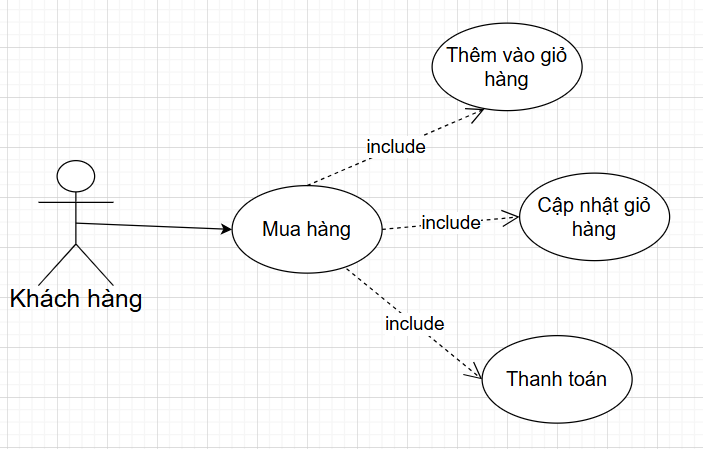 Thêm vào giỏ
hàng
include
Cập nhật giỏ
hàng
include
Mua hàng
Khách hàng
include
Thanh toán